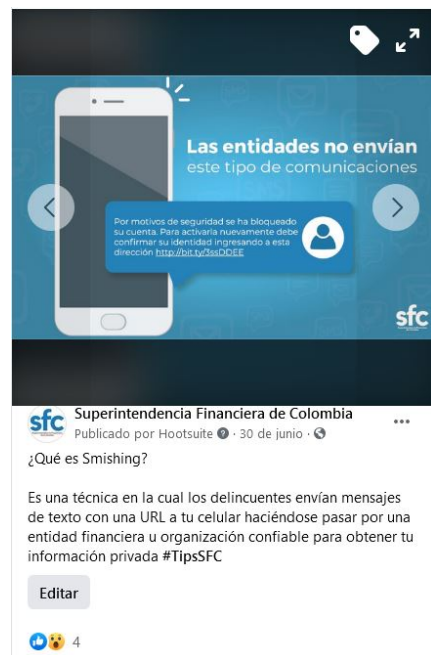 Las entidades no envían
este tipo de comunicaciones
Por motivos de seguridad se ha bloqueado
su cuenta. Para activarla nuevamente debe
confirmar su identidad ingresando a esta
dirección http://bit.ty/3ssDDEE
sfc
sfc
Superintendencia Financiera de Colombia
Publicado por Hootsuite · 30 de junio ·
¿Qué es Smishing?
Es una técnica en la cual los delincuentes envían mensajes
de texto con una URL a tu celular haciéndose pasar por una
entidad financiera u organización confiable para obtener tu
información privada #TipsSFC
Editar
4